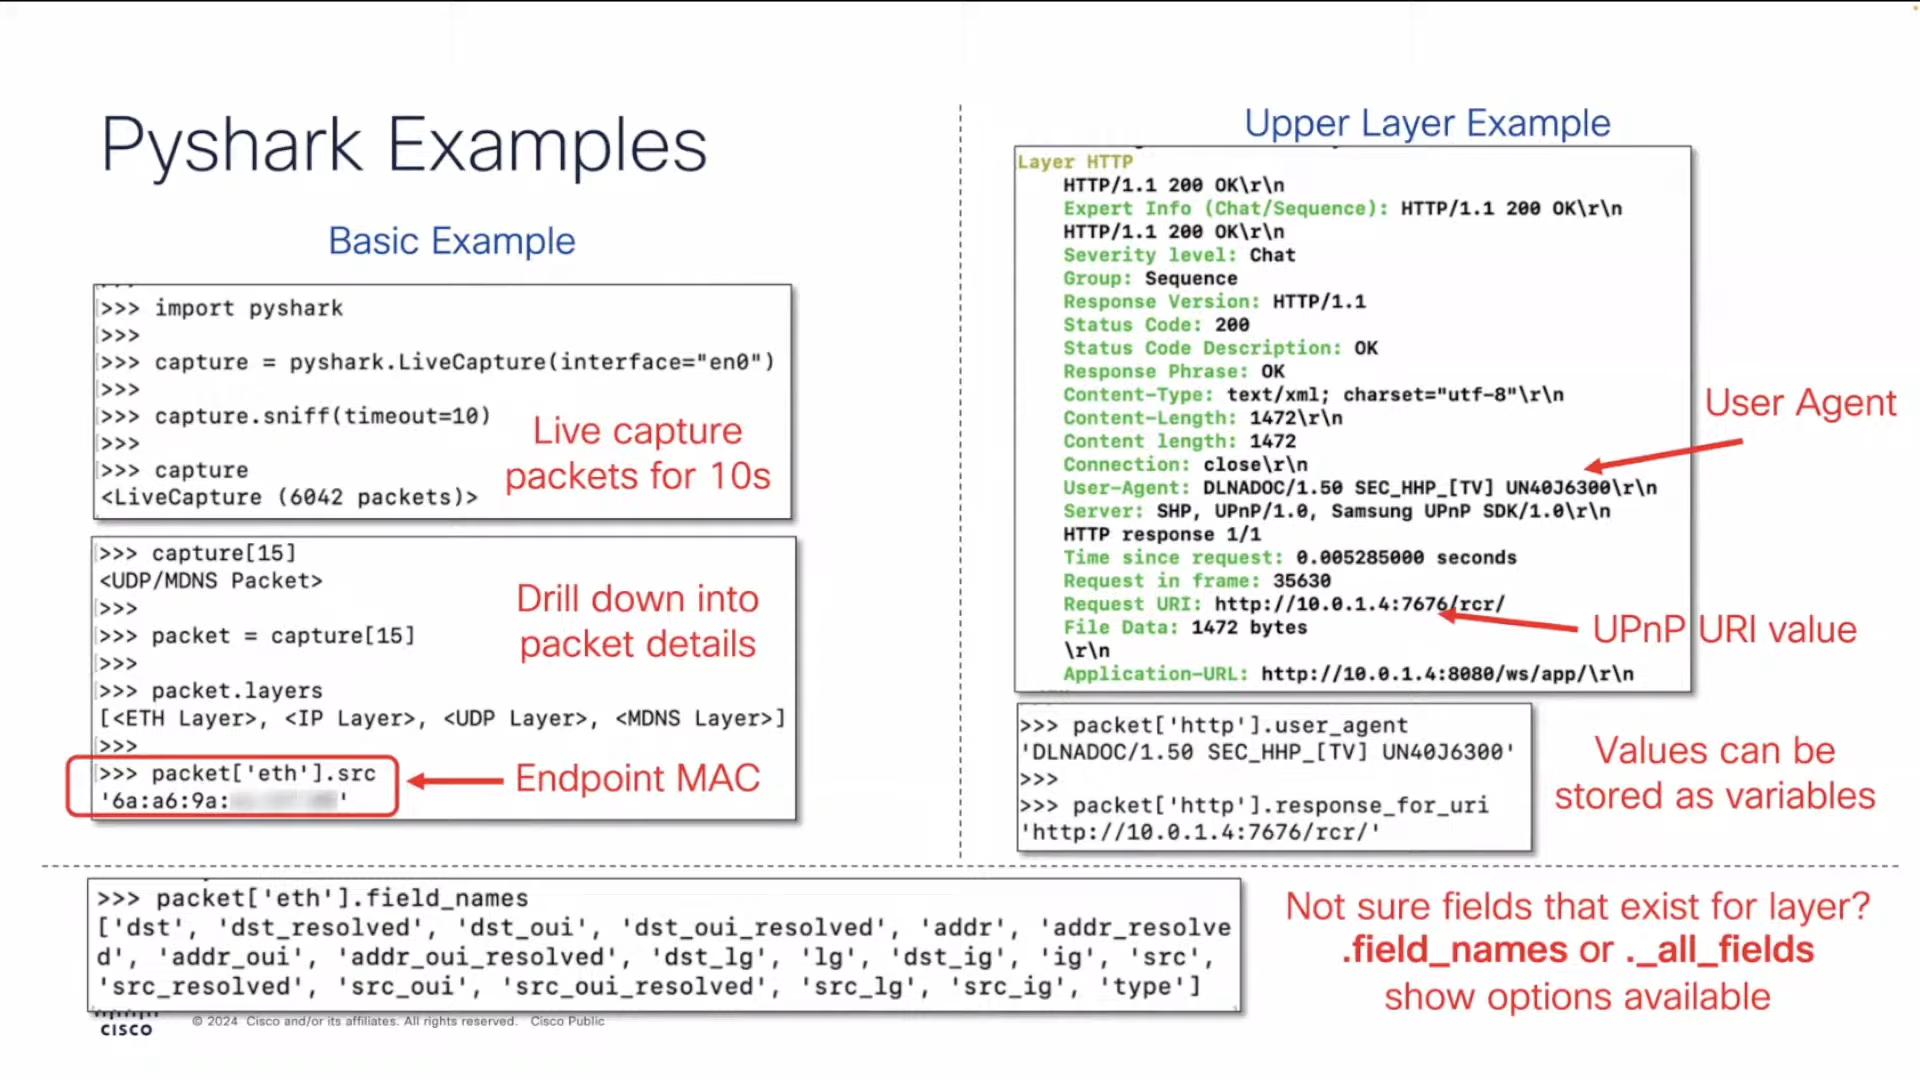 Pyshark Examples
Basic Example
>>> import pyshark
>>>
>>> capture = pyshark.LiveCapture(interface="en0")
>>>
>>> capture.sniff(timeout=10)
>>>
>>> capture
<LiveCapture (6042 packets)>
Live capture
packets for 10s
>>> capture[15]
<UDP/MDNS Packet>
>>>
>>> packet = capture[15]
>>>
>>> packet.layers
[<ETH Layer>, <IP Layer>, <UDP Layer>, <MDNS Layer>]
>>>
>>> packet['eth'].src
'6a:a6:9a:
Drill down into
packet details
Endpoint MAC
Upper Layer Example
Layer HTTP
HTTP/1.1 200 OK\r\n
Expert Info (Chat/Sequence): HTTP/1.1 200 OK\r\n
HTTP/1.1 200 OK\r\n
Severity level: Chat
Group: Sequence
Response Version: HTTP/1.1
Status Code: 200
Status Code Description: OK
Response Phrase: OK
Content-Type: text/xml; charset="utf-8"\r\n
Content-Length: 1472\r\n
Content length: 1472
Connection: close\r\n
User-Agent: DLNADOC/1.50 SEC_HHP_[TV] UN40J6300\r\n
Server: SHP, UPnP/1.0, Samsung UPnP SDK/1.0\r\n
HTTP response 1/1
Time since request: 0.005285000 seconds
Request in frame: 35630
Request URI: http://10.0.1.4:7676/rcr/
File Data: 1472 bytes
\r\n
Application-URL: http://10.0.1.4:8080/ws/app/\r\n
User Agent
UPnP URI value
>>> packet['http'].user_agent
'DLNADOC/1.50 SEC_HHP_[TV] UN40J6300'
>>>
>>> packet['http'].response_for_uri
'http://10.0.1.4:7676/rcr/'
Values can be
stored as variables
>>> packet['eth'].field_names
['dst', 'dst_resolved', 'dst_oui', 'dst_oui_resolved', 'addr', 'addr_resolve
d', 'addr_oui', 'addr_oui_resolved', 'dst_lg', 'lg', 'dst_ig', 'ig', 'src',
'src_resolved', 'src_oui', 'src_oui_resolved', 'src_lg', 'src_ig', 'type']
Not sure fields that exist for layer?
.field_names or ._all_fields
show options available
CISCO
© 2024 Cisco and/or its affiliates. All rights reserved. Cisco Public